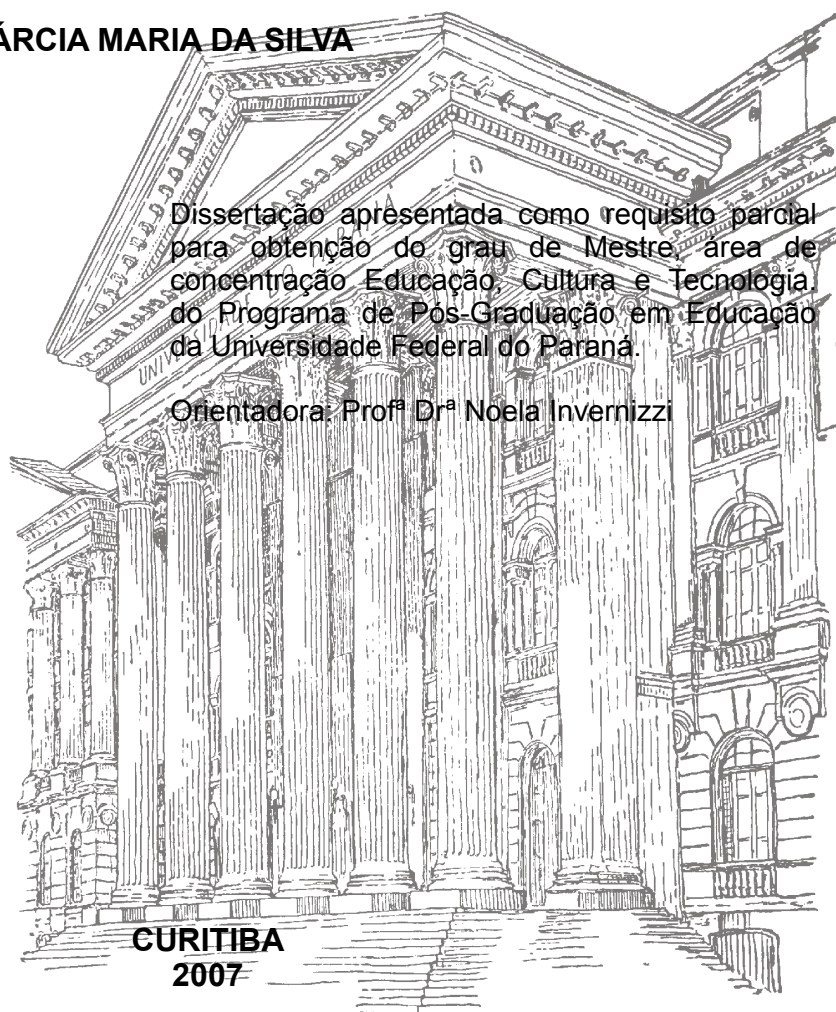 ÁRCIA MARIA DA SILVA
Dissertação apresentada como requisito parcial
para obtenção do grau de Mestre, área de
concentração Educação, Cultura e Tecnologia.
do Programa de Pós-Graduação em Educação
da Universidade Federal do Paraná.
Orientadora: Profª Drª Noela Invernizzi
CURITIBA
2007